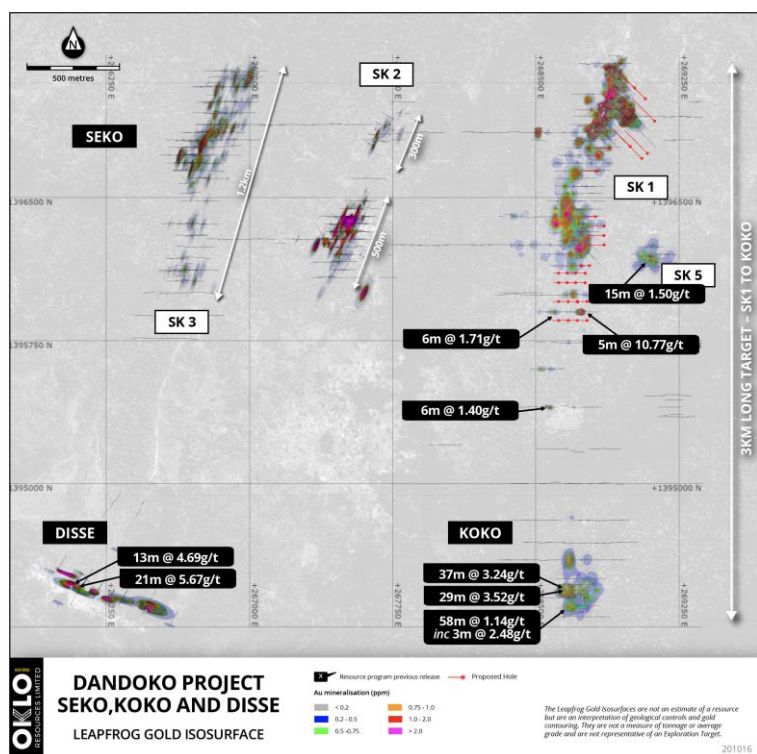 N
500 metres
+266250 E
+267000 E
+267750 E
+268500 E
+269250 E
SEKO
SK 2
300m
1.2km
500m
SK 3
SK 1
+1396500 N
1396500 N
SK 5
15m @ 1.50g/t
6m @ 1.71g/t
5m @ 10.77g/t
1395750 N
6m @ 1.40g/t
3KM LONG TARGET – SK1 TO KOKO
1395000 N
+1395000 N
DISSE
13m @ 4.69g/t
21m @ 5.67g/t
KOKO
37m @ 3.24g/t
29m @ 3.52g/t
58m @ 1.14g/t
inc 3m @ 2.48g/t
+267000 E
+267750 E
+269250 E
OKLO
RESOURCES LIMITED
DANDOKO PROJECT
SEKO,KOKO AND DISSE
LEAPFROG GOLD ISOSURFACE
X Resource program previous release
Proposed Hole
Au mineralisation (ppm)
< 0.2
0.2 - 0.5
0.5 -0.75
0.75 - 1.0
1.0 - 2.0
> 2.0
The Leapfrog Gold Isosurfaces are not an estimate of a resource
but are an interpretation of geological controls and gold
contouring. They are not a measure of tonnage or average
grade and are not representative of an Exploration Target.
201016